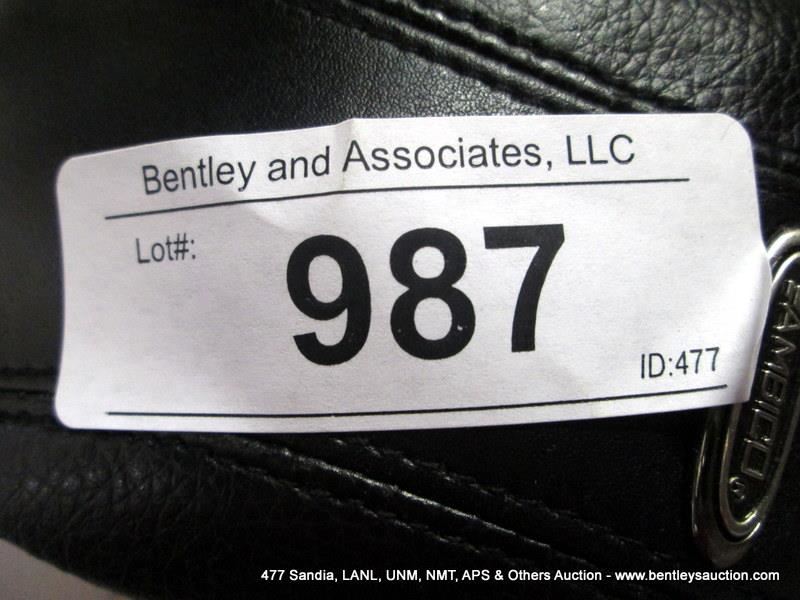 Bentley and Associates, LLC
Lot#:
987
ID:477
AMBICO
477 Sandia, LANL, UNM, NMT, APS & Others Auction - www.bentleysauction.com